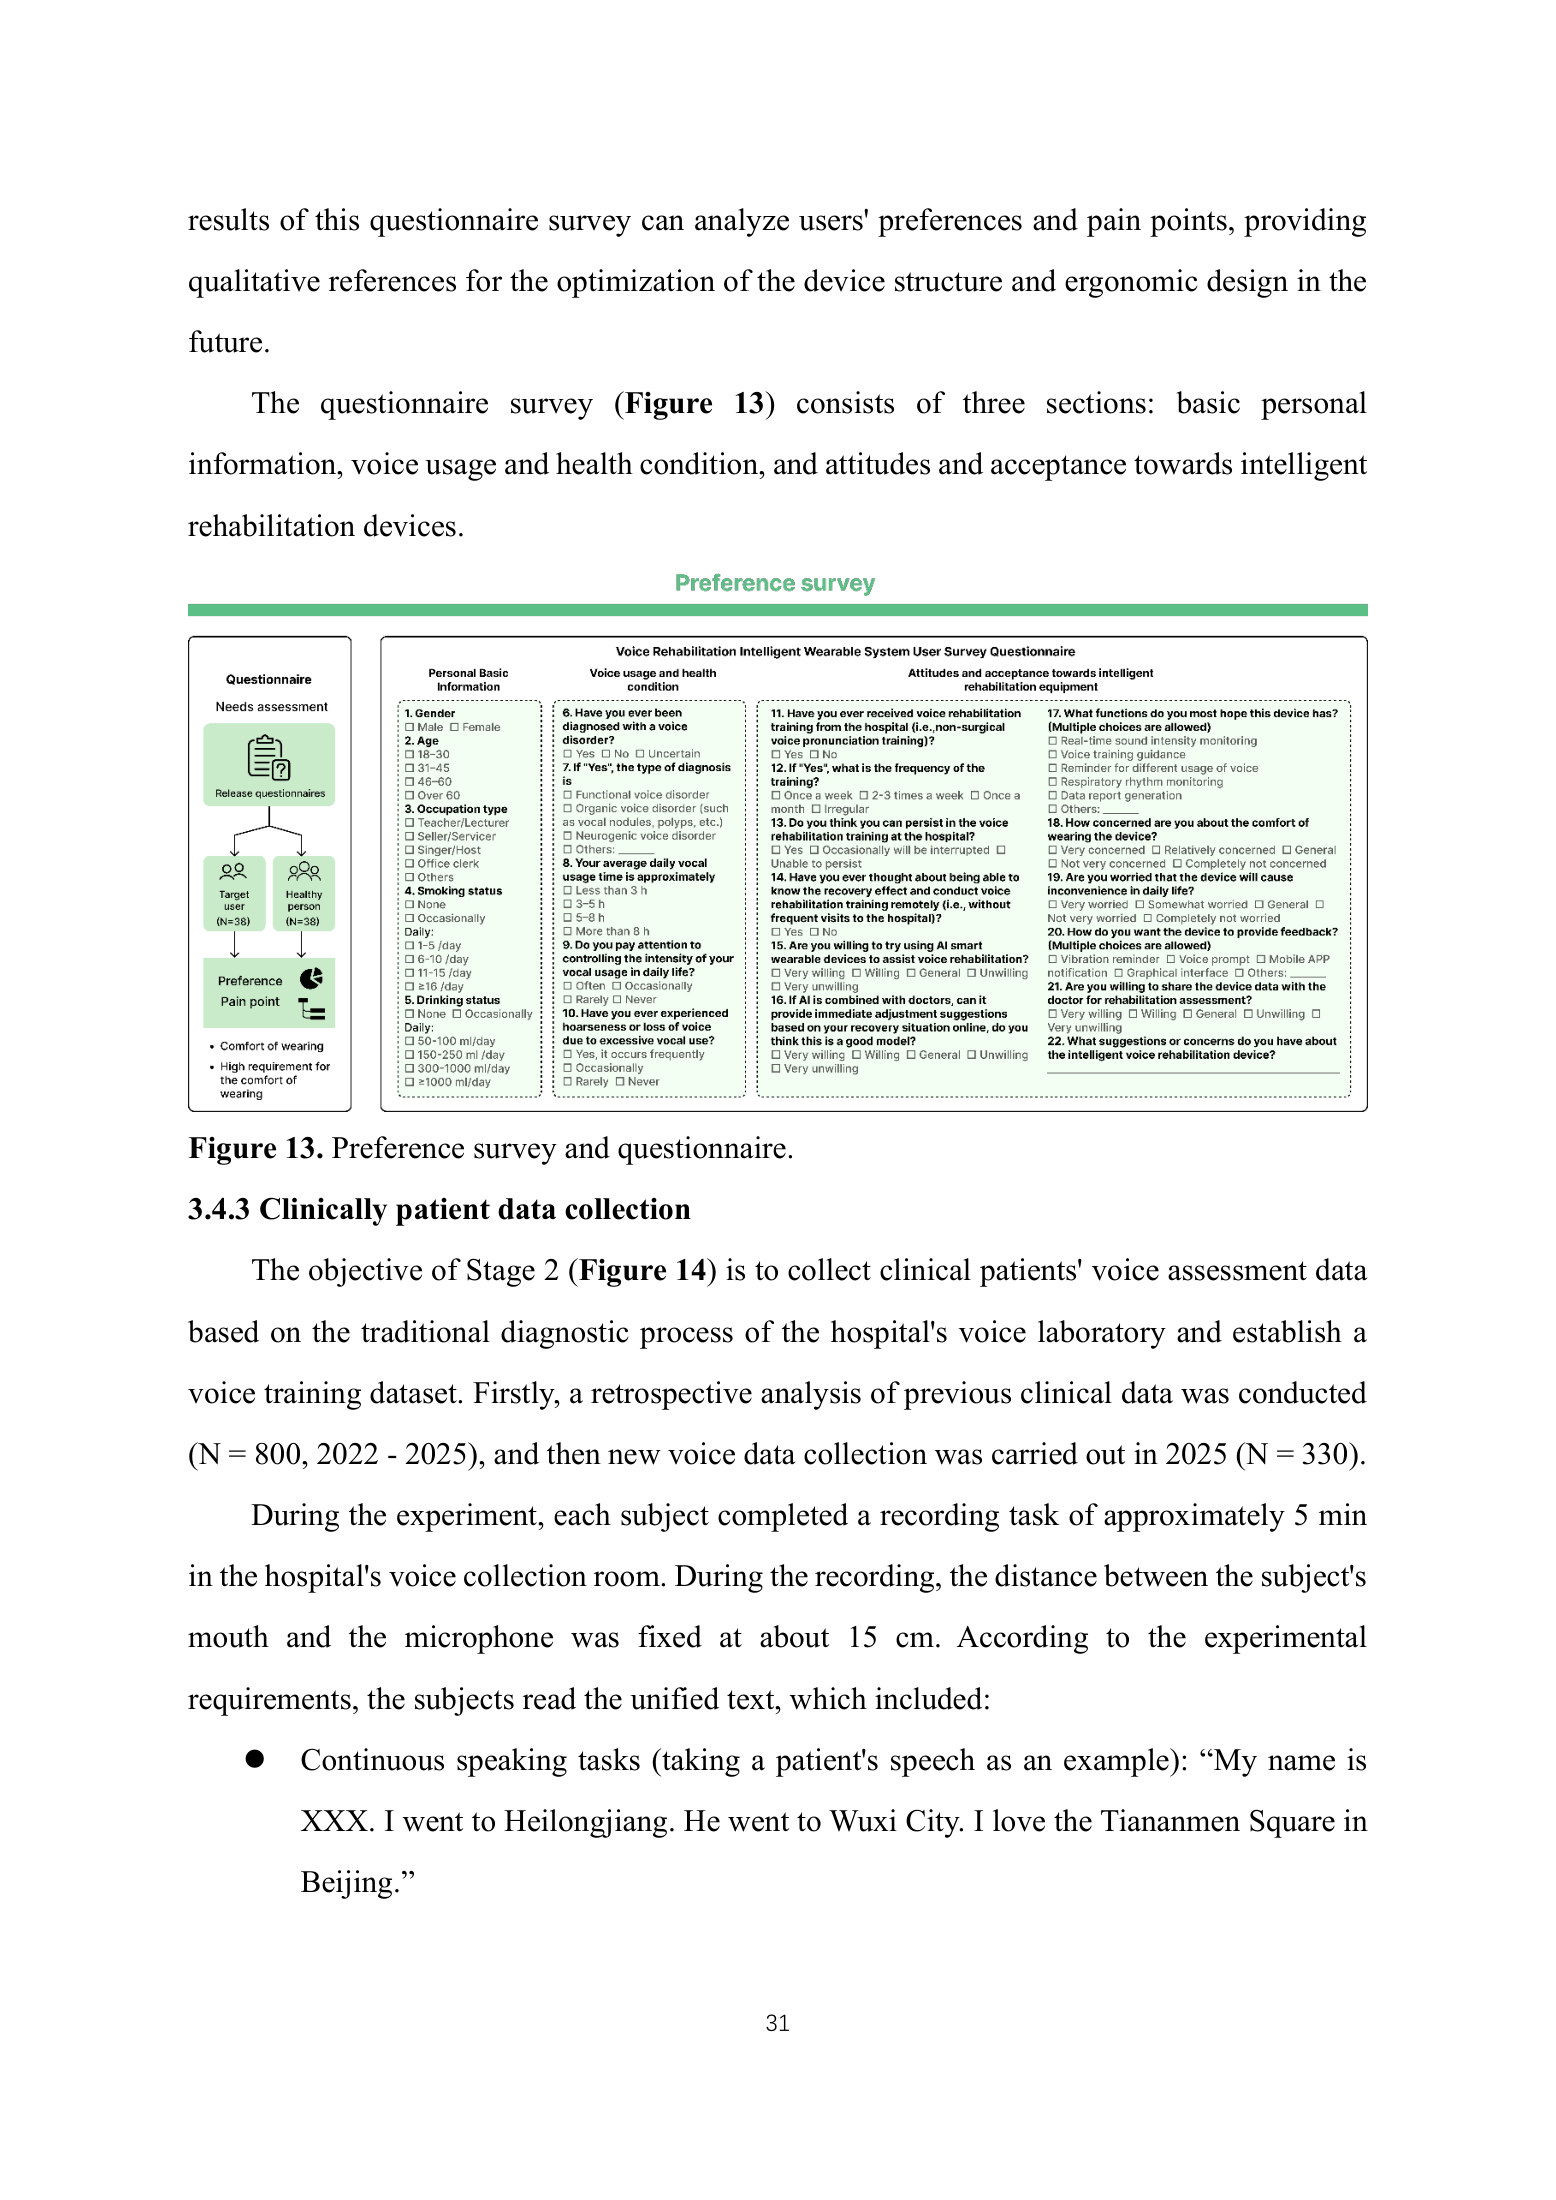 results of this questionnaire survey can analyze users' preferences and pain points, providing
qualitative references for the optimization of the device structure and ergonomic design in the
future.
The questionnaire survey (Figure 13) consists of three sections: basic personal
information, voice usage and health condition, and attitudes and acceptance towards intelligent
rehabilitation devices.
Preference survey
Questionnaire
Needs assessment
Release questionnaires
Target
user
(N=38)
Healthy
person
(N=38)
Preference
Pain point
• Comfort of wearing
• High requirement for
the comfort of
wearing
Voice Rehabilitation Intelligent Wearable System User Survey Questionnaire
Personal Basic
Information
1. Gender
☐ Male ☐ Female
2. Age
☐ 18-30
☐ 31-45
☐ 46-60
☐ Over 60
3. Occupation type
☐ Teacher/Lecturer
☐ Seller/Servicer
☐ Singer/Host
☐ Office clerk
☐ Others
4. Smoking status
☐ None
☐ Occasionally
Daily:
☐ 1-5 /day
☐ 6-10 /day
☐ 11-15 /day
☐ ≥16 /day
5. Drinking status
☐ None ☐ Occasionally
Daily:
☐ 50-100 ml/day
☐ 150-250 ml /day
☐ 300-1000 ml/day
☐ ≥1000 ml/day
Voice usage and health
condition
6. Have you ever been
diagnosed with a voice
disorder?
☐ Yes ☐ No ☐ Uncertain
7. If "Yes", the type of diagnosis
is
☐ Functional voice disorder
☐ Organic voice disorder (such
as vocal nodules, polyps, etc.)
☐ Neurogenic voice disorder
☐ Others: ______
8. Your average daily vocal
usage time is approximately
☐ Less than 3 h
☐ 3-5 h
☐ 5-8 h
☐ More than 8 h
9. Do you pay attention to
controlling the intensity of your
vocal usage in daily life?
☐ Often ☐ Occasionally
☐ Rarely ☐ Never
10. Have you ever experienced
hoarseness or loss of voice
due to excessive vocal use?
☐ Yes, it occurs frequently
☐ Occasionally
☐ Rarely ☐ Never
Attitudes and acceptance towards intelligent
rehabilitation equipment
11. Have you ever received voice rehabilitation
training from the hospital (i.e.,non-surgical
voice pronunciation training)?
☐ Yes ☐ No
12. If "Yes", what is the frequency of the
training?
☐ Once a week ☐ 2-3 times a week ☐ Once a
month ☐ Irregular
13. Do you think you can persist in the voice
rehabilitation training at the hospital?
☐ Yes ☐ Occasionally will be interrupted ☐
Unable to persist
14. Have you ever thought about being able to
know the recovery effect and conduct voice
rehabilitation training remotely (i.e., without
frequent visits to the hospital)?
☐ Yes ☐ No
15. Are you willing to try using AI smart
wearable devices to assist voice rehabilitation?
☐ Very willing ☐ Willing ☐ General ☐ Unwilling
☐ Very unwilling
16. If AI is combined with doctors, can it
provide immediate adjustment suggestions
based on your recovery situation online, do you
think this is a good model?
☐ Very willing ☐ Willing ☐ General ☐ Unwilling
☐ Very unwilling
17. What functions do you most hope this device has?
(Multiple choices are allowed)
☐ Real-time sound intensity monitoring
☐ Voice training guidance
☐ Reminder for different usage of voice
☐ Respiratory rhythm monitoring
☐ Data report generation
☐ Others: ______
18. How concerned are you about the comfort of
wearing the device?
☐ Very concerned ☐ Relatively concerned ☐ General
☐ Not very concerned ☐ Completely not concerned
19. Are you worried that the device will cause
inconvenience in daily life?
☐ Very worried ☐ Somewhat worried ☐ General ☐
Not very worried ☐ Completely not worried
20. How do you want the device to provide feedback?
(Multiple choices are allowed)
☐ Vibration reminder ☐ Voice prompt ☐ Mobile APP
notification ☐ Graphical interface ☐ Others: ______
21. Are you willing to share the device data with the
doctor for rehabilitation assessment?
☐ Very willing ☐ Willing ☐ General ☐ Unwilling ☐
Very unwilling
22. What suggestions or concerns do you have about
the intelligent voice rehabilitation device?
Figure 13. Preference survey and questionnaire.
3.4.3 Clinically patient data collection
The objective of Stage 2 (Figure 14) is to collect clinical patients' voice assessment data
based on the traditional diagnostic process of the hospital's voice laboratory and establish a
voice training dataset. Firstly, a retrospective analysis of previous clinical data was conducted
(N = 800, 2022 - 2025), and then new voice data collection was carried out in 2025 (N = 330).
During the experiment, each subject completed a recording task of approximately 5 min
in the hospital's voice collection room. During the recording, the distance between the subject's
mouth and the microphone was fixed at about 15 cm. According to the experimental
requirements, the subjects read the unified text, which included:
● Continuous speaking tasks (taking a patient's speech as an example): “My name is
XXX. I went to Heilongjiang. He went to Wuxi City. I love the Tiananmen Square in
Beijing.”
31